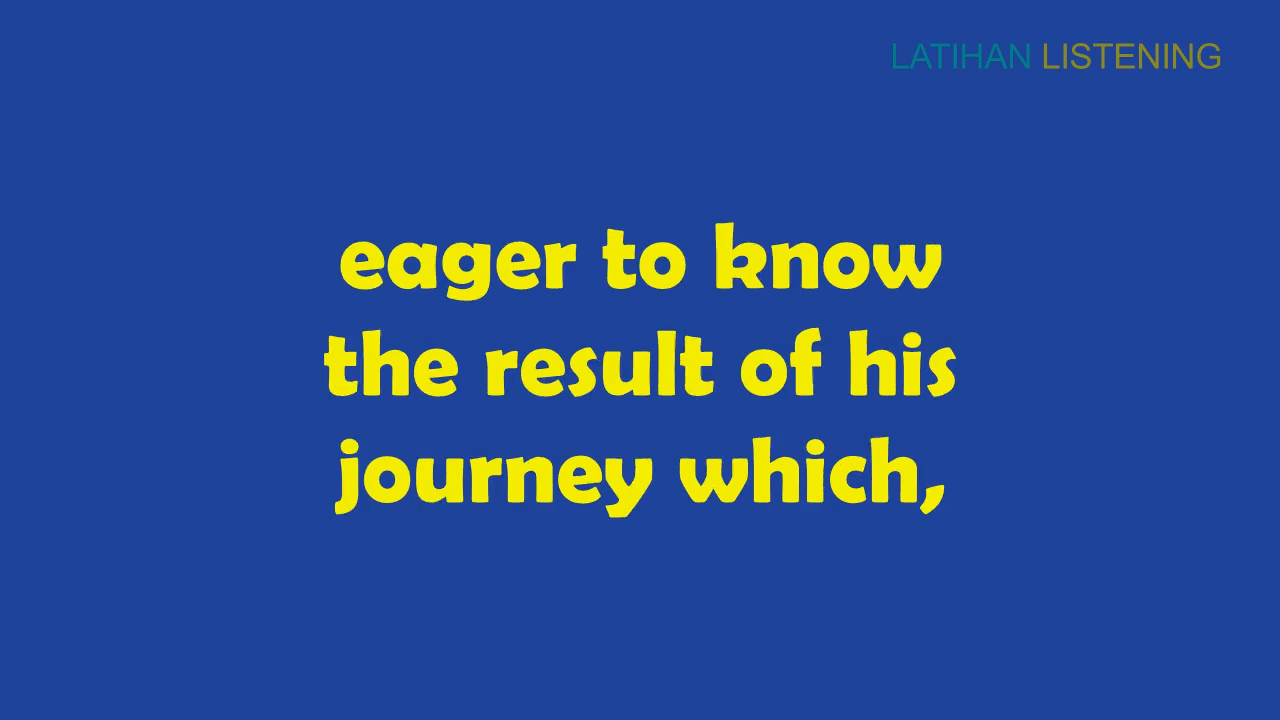 LATIHAN LISTENING
eager to know
the result of his
journey which,